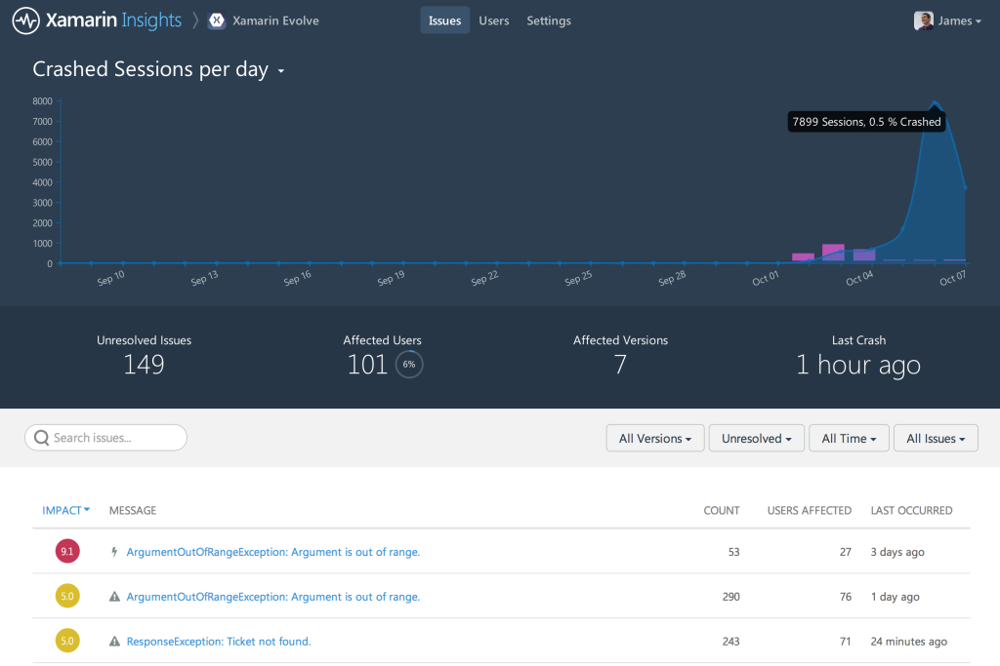 Xamarin Insights Xamarin Evolve Issues Users Settings James
Crashed Sessions per day
8000
7000
6000
5000
4000
3000
2000
1000
0
7899 Sessions, 0.5 % Crashed
Sep 10 Sep 13 Sep 16 Sep 19 Sep 22 Sep 25 Sep 28 Oct 01 Oct 04 Oct 07
Unresolved Issues Affected Users Affected Versions Last Crash
149 101 6% 7 1 hour ago
Search issues... All Versions Unresolved All Time All Issues
IMPACT MESSAGE COUNT USERS AFFECTED LAST OCCURRED
9.1 ArgumentOutOfRangeException: Argument is out of range. 53 27 3 days ago
5.0 ArgumentOutOfRangeException: Argument is out of range. 290 76 1 day ago
5.0 ResponseException: Ticket not found. 243 71 24 minutes ago